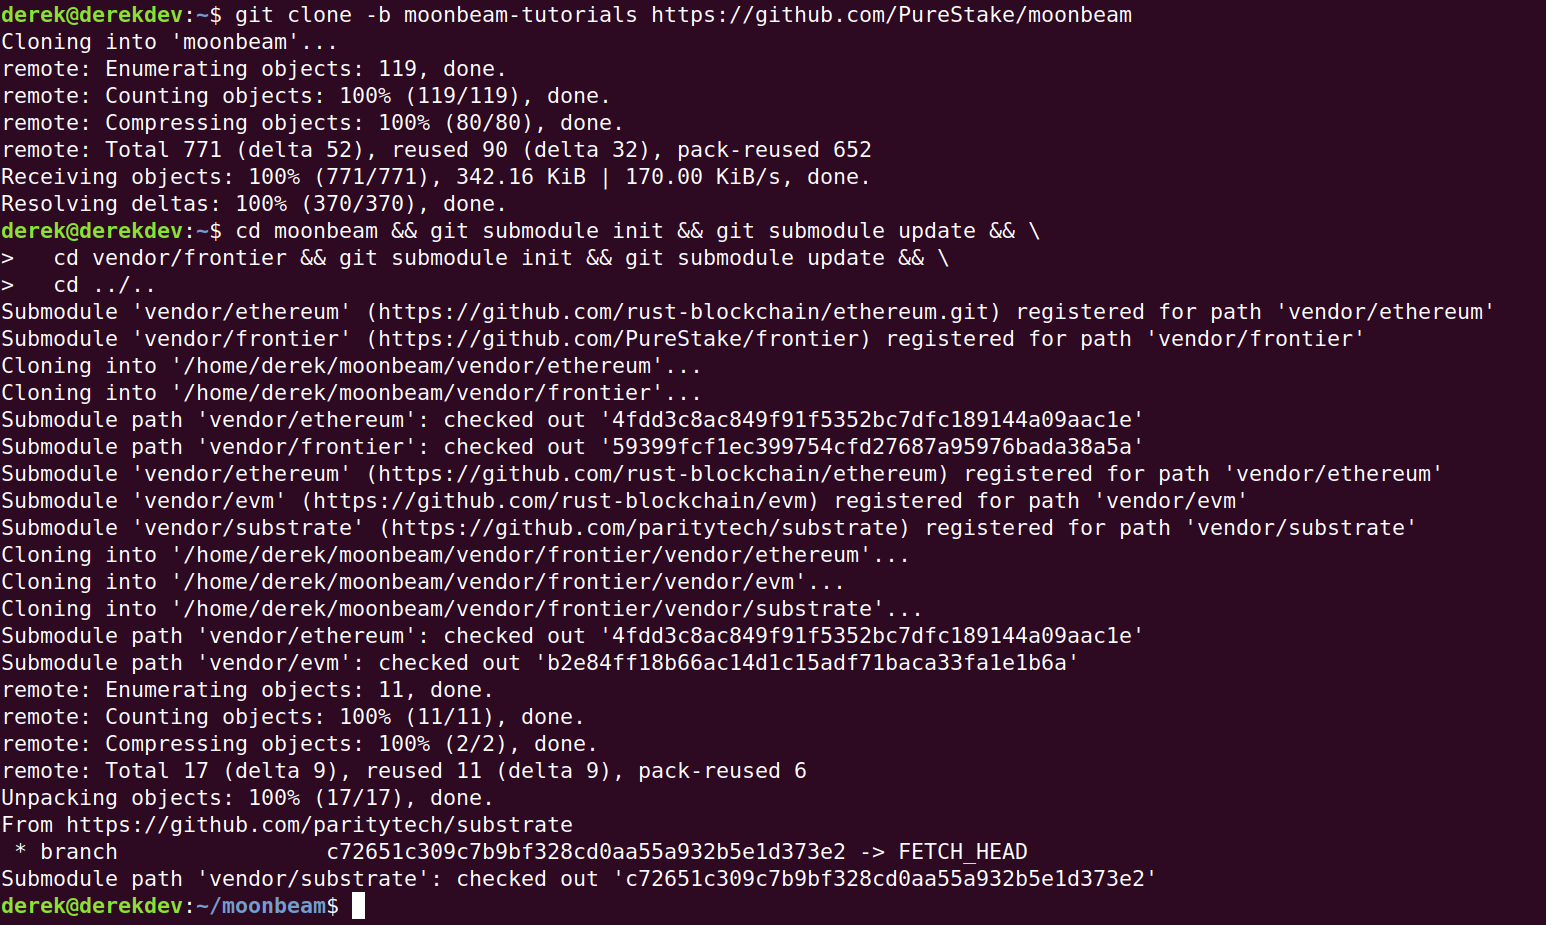 derek@derekdev:~$ git clone -b moonbeam-tutorials https://github.com/PureStake/moonbeam
Cloning into 'moonbeam'...
remote: Enumerating objects: 119, done.
remote: Counting objects: 100% (119/119), done.
remote: Compressing objects: 100% (80/80), done.
remote: Total 771 (delta 52), reused 90 (delta 32), pack-reused 652
Receiving objects: 100% (771/771), 342.16 KiB | 170.00 KiB/s, done.
Resolving deltas: 100% (370/370), done.
derek@derekdev:~$ cd moonbeam && git submodule init && git submodule update && \
>   cd vendor/frontier && git submodule init && git submodule update && \
>   cd ../..
Submodule 'vendor/ethereum' (https://github.com/rust-blockchain/ethereum.git) registered for path 'vendor/ethereum'
Submodule 'vendor/frontier' (https://github.com/PureStake/frontier) registered for path 'vendor/frontier'
Cloning into '/home/derek/moonbeam/vendor/ethereum'...
Cloning into '/home/derek/moonbeam/vendor/frontier'...
Submodule path 'vendor/ethereum': checked out '4fdd3c8ac849f91f5352bc7dfc189144a09aac1e'
Submodule path 'vendor/frontier': checked out '59399fcf1ec399754cfd27687a95976bada38a5a'
Submodule 'vendor/ethereum' (https://github.com/rust-blockchain/ethereum) registered for path 'vendor/ethereum'
Submodule 'vendor/evm' (https://github.com/rust-blockchain/evm) registered for path 'vendor/evm'
Submodule 'vendor/substrate' (https://github.com/paritytech/substrate) registered for path 'vendor/substrate'
Cloning into '/home/derek/moonbeam/vendor/frontier/vendor/ethereum'...
Cloning into '/home/derek/moonbeam/vendor/frontier/vendor/evm'...
Cloning into '/home/derek/moonbeam/vendor/frontier/vendor/substrate'...
Submodule path 'vendor/ethereum': checked out '4fdd3c8ac849f91f5352bc7dfc189144a09aac1e'
Submodule path 'vendor/evm': checked out 'b2e84ff18b66ac14d1c15adf71baca33fa1e1b6a'
remote: Enumerating objects: 11, done.
remote: Counting objects: 100% (11/11), done.
remote: Compressing objects: 100% (2/2), done.
remote: Total 17 (delta 9), reused 11 (delta 9), pack-reused 6
Unpacking objects: 100% (17/17), done.
From https://github.com/paritytech/substrate
 * branch                c72651c309c7b9bf328cd0aa55a932b5e1d373e2 -> FETCH_HEAD
Submodule path 'vendor/substrate': checked out 'c72651c309c7b9bf328cd0aa55a932b5e1d373e2'
derek@derekdev:~/moonbeam$